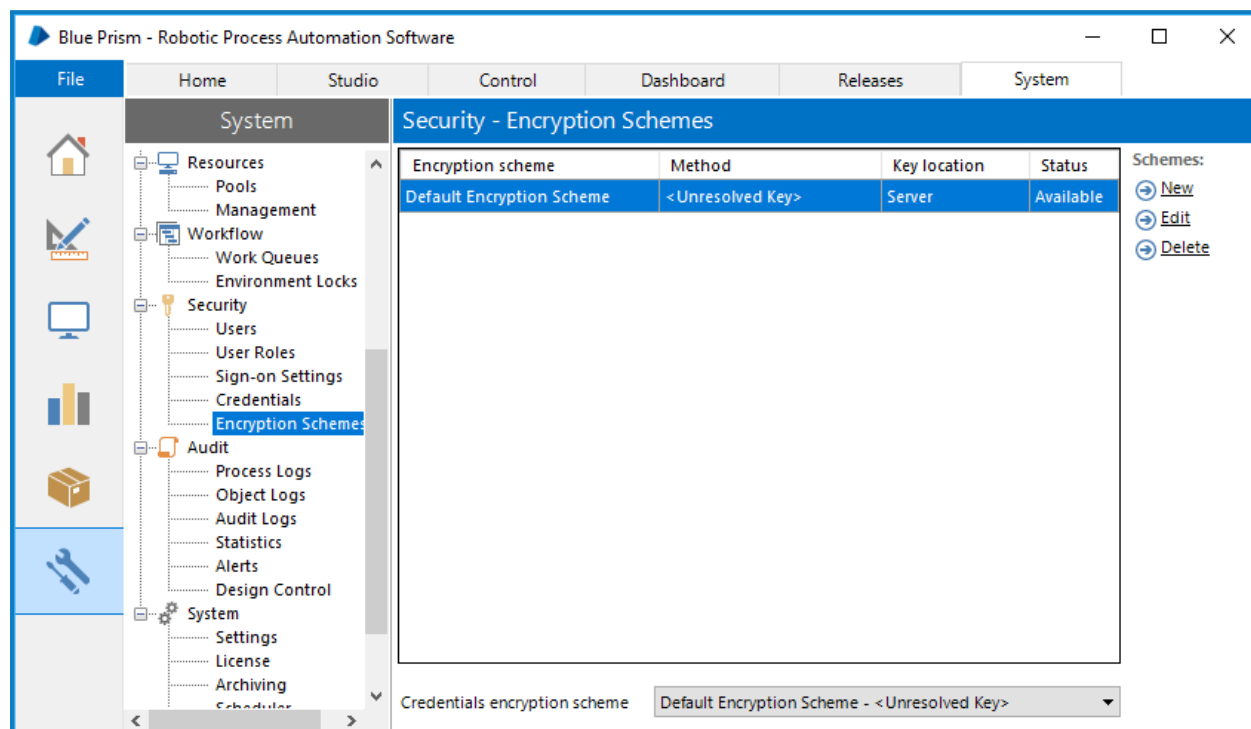 Blue Prism - Robotic Process Automation Software
File Home Studio Control Dashboard Releases System
System
Security - Encryption Schemes
Resources
Pools
Management
Workflow
Work Queues
Environment Locks
Security
Users
User Roles
Sign-on Settings
Credentials
Encryption Schemes
Audit
Process Logs
Object Logs
Audit Logs
Statistics
Alerts
Design Control
System
Settings
License
Archiving
Scheduler
Encryption scheme Method Key location Status
Default Encryption Scheme <Unresolved Key> Server Available
Schemes:
New
Edit
Delete
Credentials encryption scheme Default Encryption Scheme - <Unresolved Key>